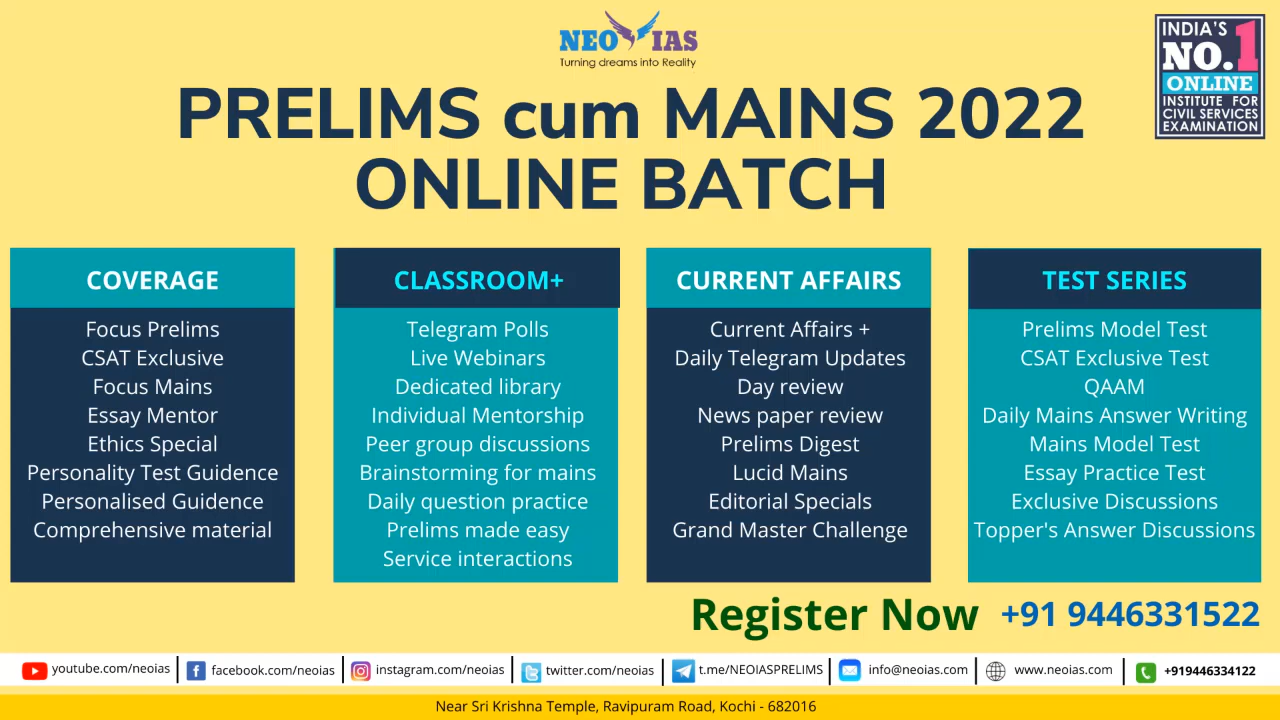 NEO IAS
Turning dreams into Reality
INDIA'S
NO.1
ONLINE
INSTITUTE FOR
CIVIL SERVICES
EXAMINATION
PRELIMS cum MAINS 2022
ONLINE BATCH
COVERAGE
Focus Prelims
CSAT Exclusive
Focus Mains
Essay Mentor
Ethics Special
Personality Test Guidence
Personalised Guidence
Comprehensive material
CLASSROOM+
Telegram Polls
Live Webinars
Dedicated library
Individual Mentorship
Peer group discussions
Brainstorming for mains
Daily question practice
Prelims made easy
Service interactions
CURRENT AFFAIRS
Current Affairs +
Daily Telegram Updates
Day review
News paper review
Prelims Digest
Lucid Mains
Editorial Specials
Grand Master Challenge
TEST SERIES
Prelims Model Test
CSAT Exclusive Test
QAAM
Daily Mains Answer Writing
Mains Model Test
Essay Practice Test
Exclusive Discussions
Topper's Answer Discussions
Register Now +91 9446331522
youtube.com/neoias facebook.com/neoias instagram.com/neoias twitter.com/neoias t.me/NEOIASPRELIMS info@neoias.com www.neoias.com +919446334122
Near Sri Krishna Temple, Ravipuram Road, Kochi - 682016